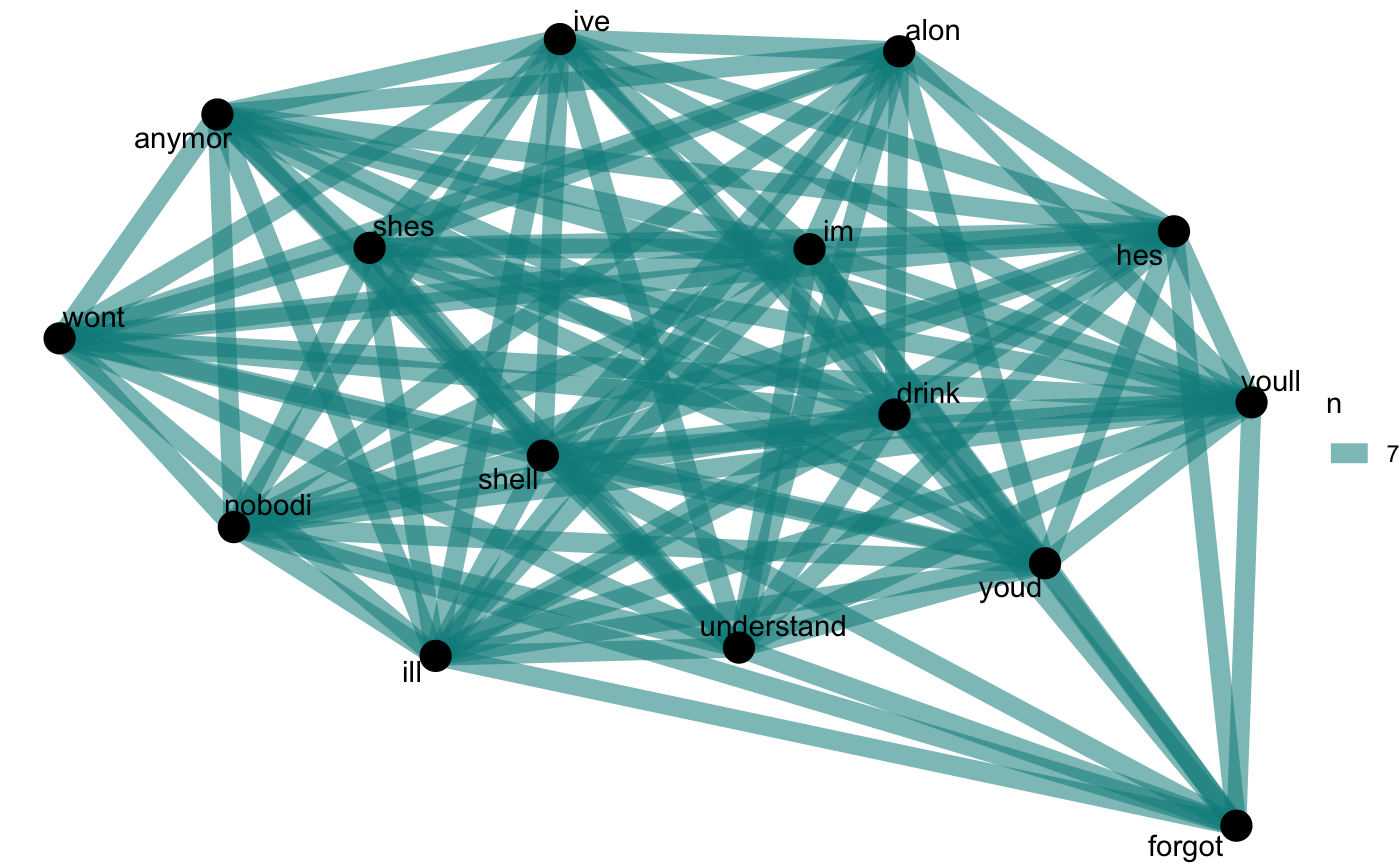 ive
alon
anymor
shes
im
hes
wont
youll
drink
n
7
shell
nobodi
youd
understand
ill
forgot